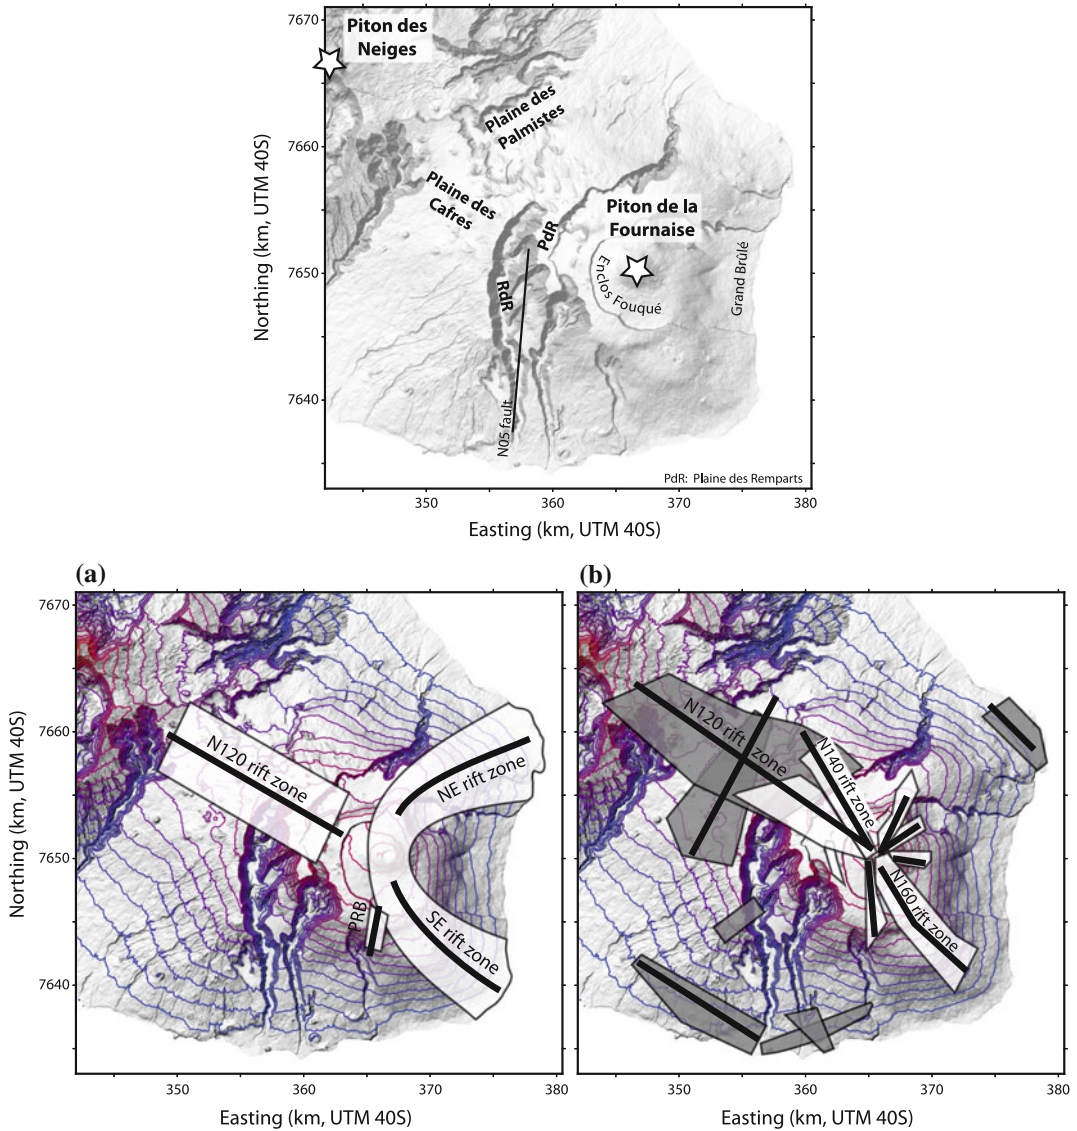 7670
7660
7650
7640
Northing (km, UTM 40S)
Piton des
Neiges
Plaine des
Palmistes
Plaine des
Cafres
PdR
RdR
Piton de la
Fournaise
Enclos Fouqué
Grand Brûlé
N05 fault
PdR: Plaine des Remparts
350
360
370
380
Easting (km, UTM 40S)
(a)
7670
7660
7650
7640
Northing (km, UTM 40S)
N120 rift zone
NE rift zone
PRB
SE rift zone
350
360
370
380
Easting (km, UTM 40S)
(b)
N120 rift zone
N140 rift zone
N160 rift zone
350
360
370
380
Easting (km, UTM 40S)